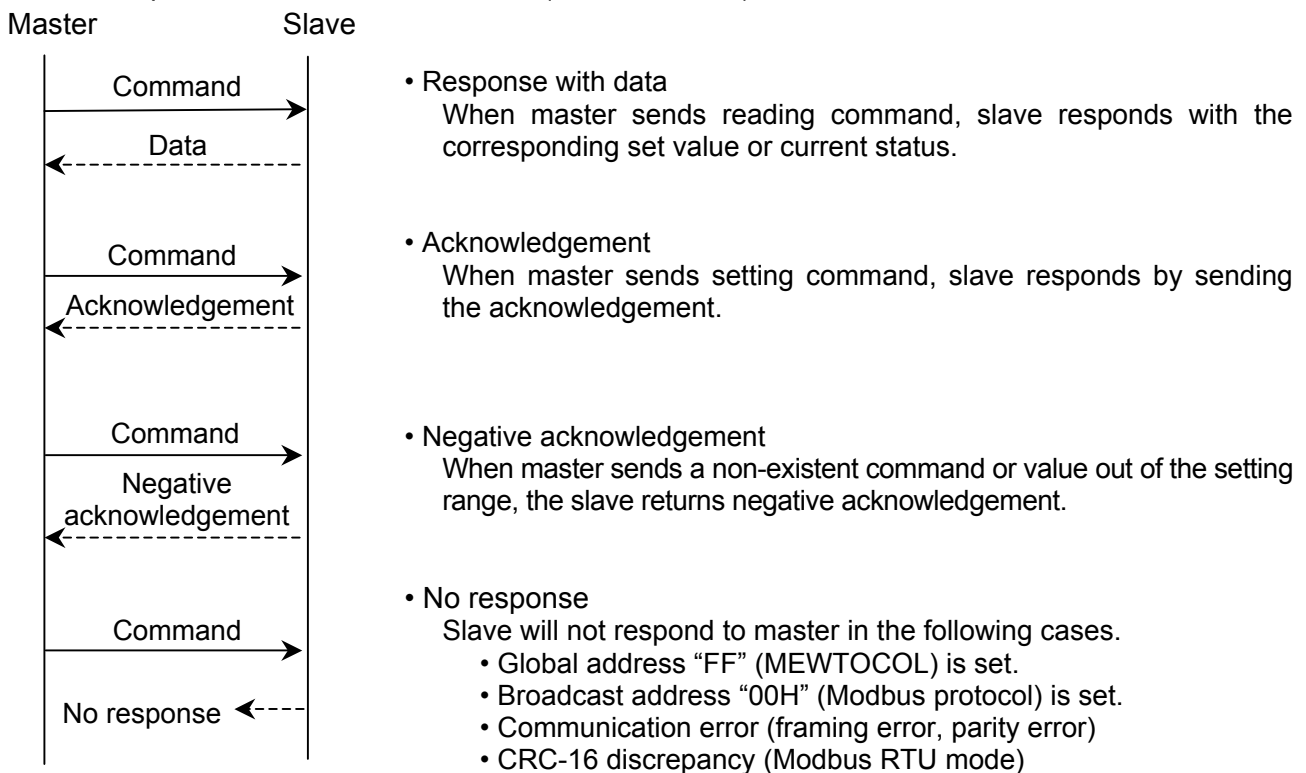 Master Slave
Command
Data
• Response with data
When master sends reading command, slave responds with the
corresponding set value or current status.
Command
Acknowledgement
• Acknowledgement
When master sends setting command, slave responds by sending
the acknowledgement.
Command
Negative
acknowledgement
• Negative acknowledgement
When master sends a non-existent command or value out of the setting
range, the slave returns negative acknowledgement.
Command
No response
• No response
Slave will not respond to master in the following cases.
• Global address “FF” (MEWTOCOL) is set.
• Broadcast address “00H” (Modbus protocol) is set.
• Communication error (framing error, parity error)
• CRC-16 discrepancy (Modbus RTU mode)